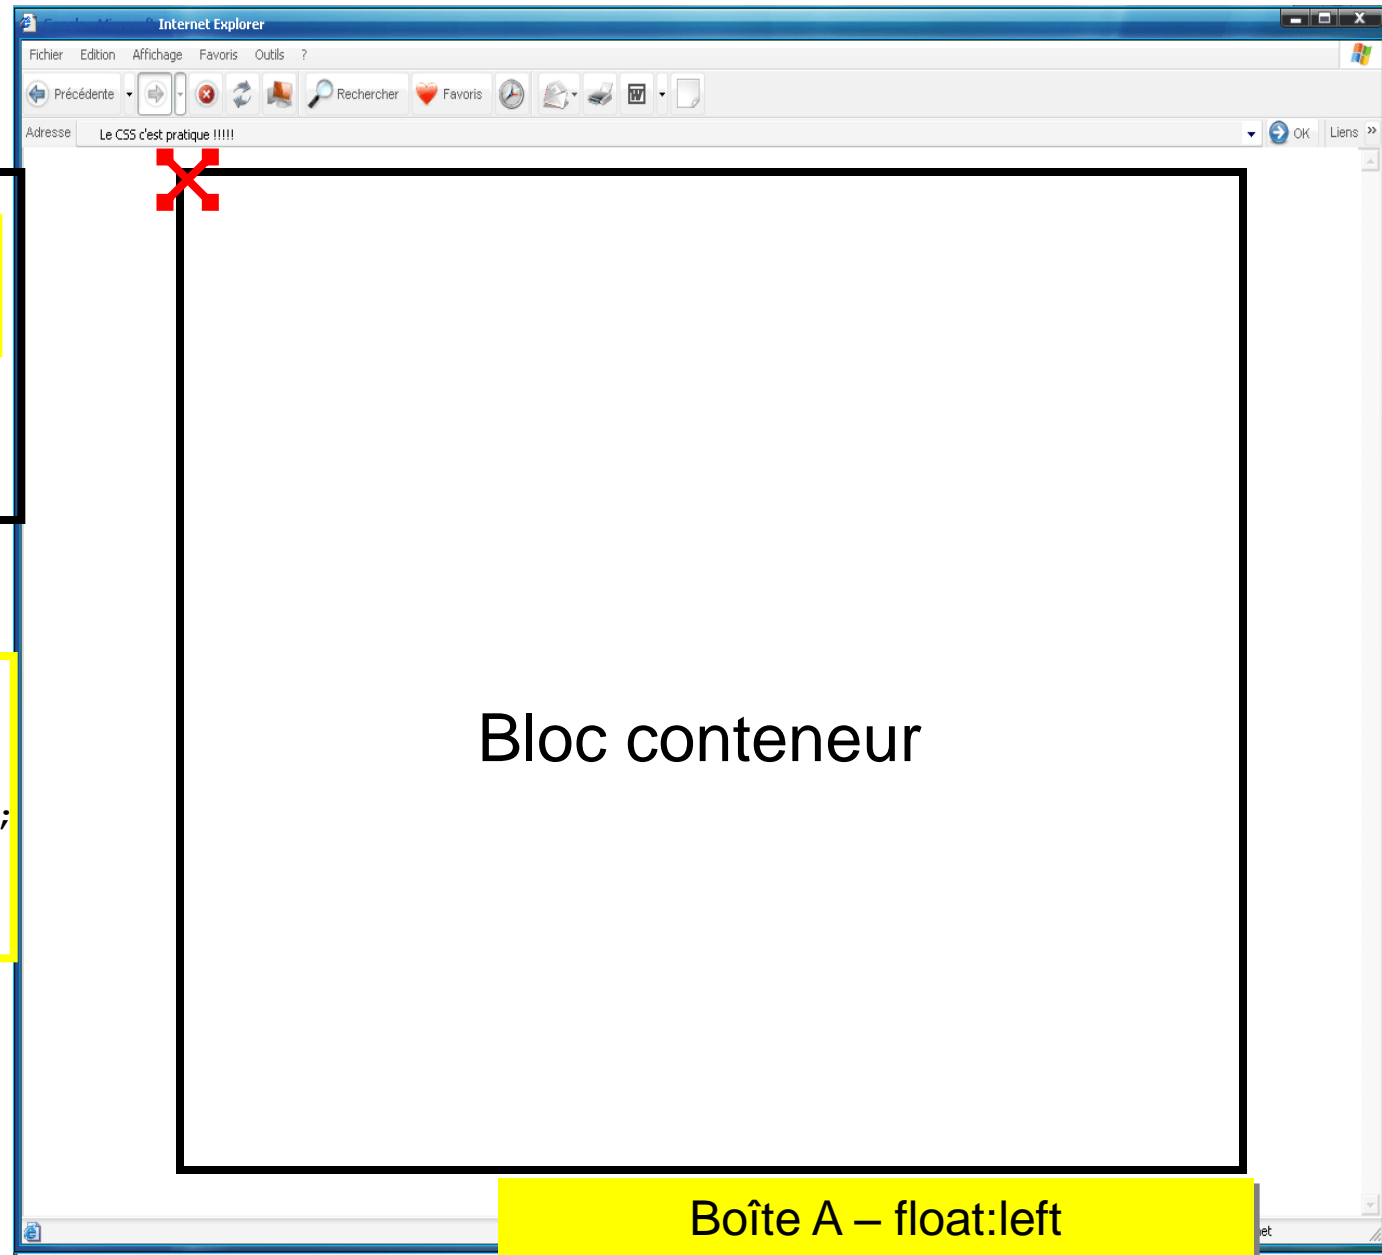 Internet Explorer
Fichier Edition Affichage Favoris Outils ?
Précédente Rechercher Favoris
Adresse Le CSS c'est pratique !!!!! OK Liens »
Bloc conteneur
;
Boîte A – float:left
et